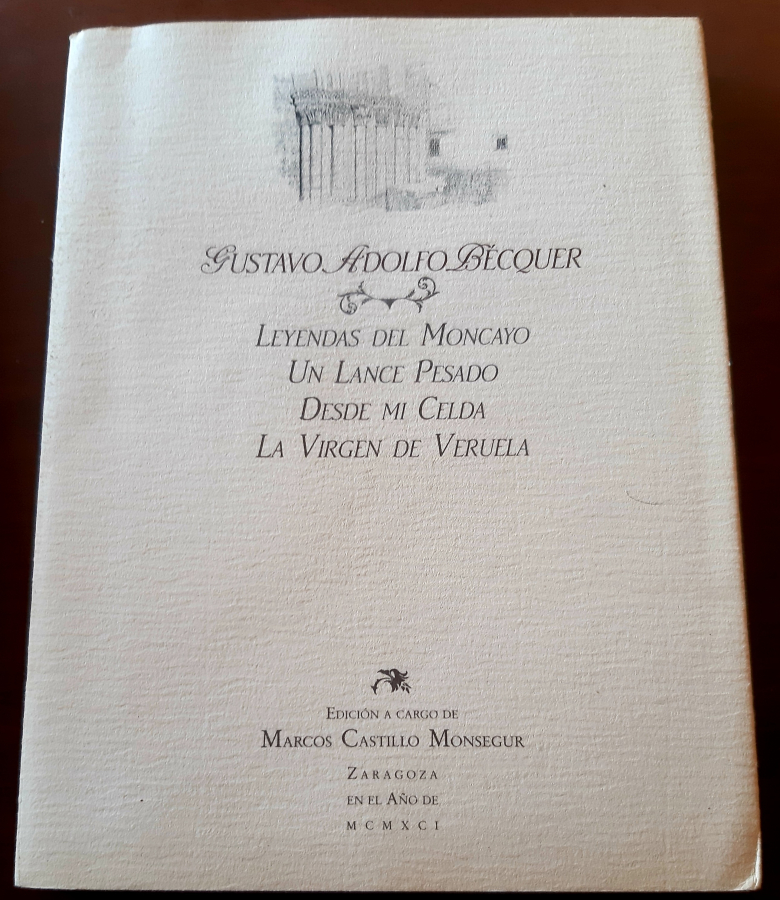 Gustavo Adolfo Bécquer
Leyendas del Moncayo
Un Lance Pesado
Desde mi Celda
La Virgen de Veruela
Edición a cargo de
Marcos Castillo Monsegur
Zaragoza
en el Año de
MCMXCI